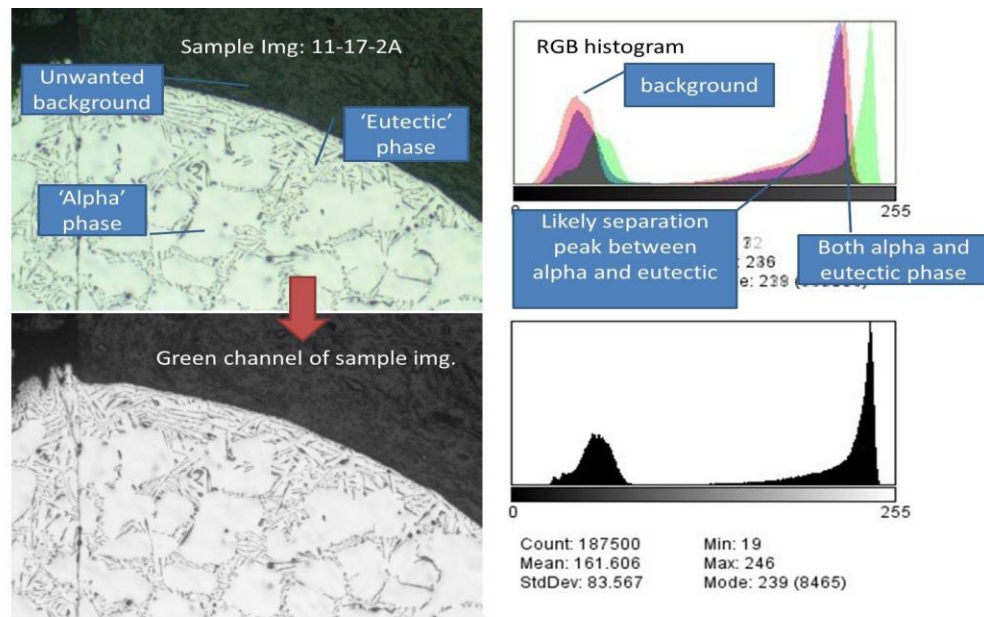 Sample Img: 11-17-2A
Unwanted
background
'Eutectic'
phase
'Alpha'
phase
Green channel of sample img.
RGB histogram
background
0
255
Likely separation
peak between
alpha and eutectic
Both alpha and
eutectic phase
236
0
255
Count: 187500
Mean: 161.606
StdDev: 83.567
Min: 19
Max: 246
Mode: 239 (8465)